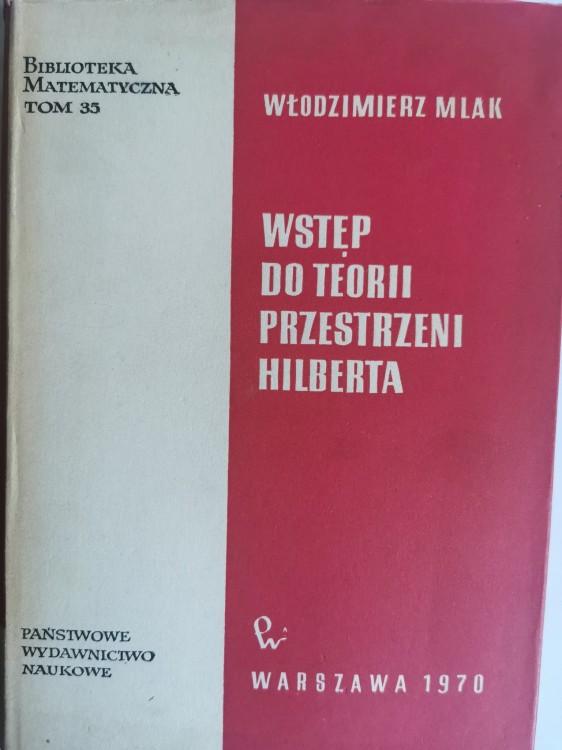 BIBLIOTEKA
MATEMATYCZNA
TOM 35
WŁODZIMIERZ MLAK
WSTĘP
DO TEORII
PRZESTRZENI
HILBERTA
PAŃSTWOWE
WYDAWNICTWO
NAUKOWE
WARSZAWA 1970